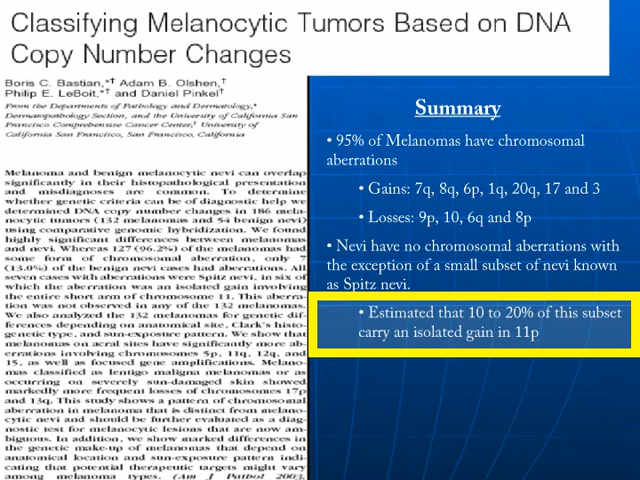 Classifying Melanocytic Tumors Based on DNA
Copy Number Changes
Boris C. Bastian,*† Adam B. Olshen,†
Philip E. LeBoit,*† and Daniel Pinkel†
From the Departments of Pathology and Dermatology,*
Dermatopathology Section, and the University of California San
Francisco Comprehensive Cancer Center,† University of
California San Francisco, San Francisco, California
Melanoma and benign melanocytic nevi can overlap
significantly in their histopathological presentation
and misdiagnoses are common. To determine
whether genetic criteria can be of diagnostic help we
determined DNA copy number changes in 186 mela-
nocytic tumors (132 melanomas and 54 benign nevi)
using comparative genomic hybridization. We found
highly significant differences between melanomas
and nevi. Whereas 127 (96.2%) of the melanomas had
some form of chromosomal aberration, only 7
(13.0%) of the benign nevi cases had aberrations. All
seven cases with aberrations were Spitz nevi, in six
of which the aberration was an isolated gain involving
the entire short arm of chromosome 11. This aberra-
tion was not observed in any of the 132 melanomas.
We also analyzed the 132 melanomas for genetic dif-
ferences depending on anatomical site, Clark's histo-
genetic type, and sun-exposure pattern. We show that
melanomas on acral sites have significantly more ab-
errations involving chromosomes 5p, 11q, 12q, and
15, as well as focused gene amplifications. Melano-
mas classified as lentigo maligna melanomas or as
occurring on severely sun-damaged skin showed
markedly more frequent losses of chromosomes 17p
and 13q. This study shows a pattern of chromosomal
aberration in melanoma that is distinct from melano-
cytic nevi and should be further evaluated as a diag-
nostic test for melanocytic lesions that are now am-
biguous. In addition, we show marked differences in
the genetic make-up of melanomas that depend on
anatomical location and sun-exposure pattern indi-
cating that potential therapeutic targets might vary
among melanoma types. (Am J Pathol 2003,
Summary
• 95% of Melanomas have chromosomal
aberrations
• Gains: 7q, 8q, 6p, 1q, 20q, 17 and 3
• Losses: 9p, 10, 6q and 8p
• Nevi have no chromosomal aberrations with
the exception of a small subset of nevi known
as Spitz nevi.
• Estimated that 10 to 20% of this subset
carry an isolated gain in 11p